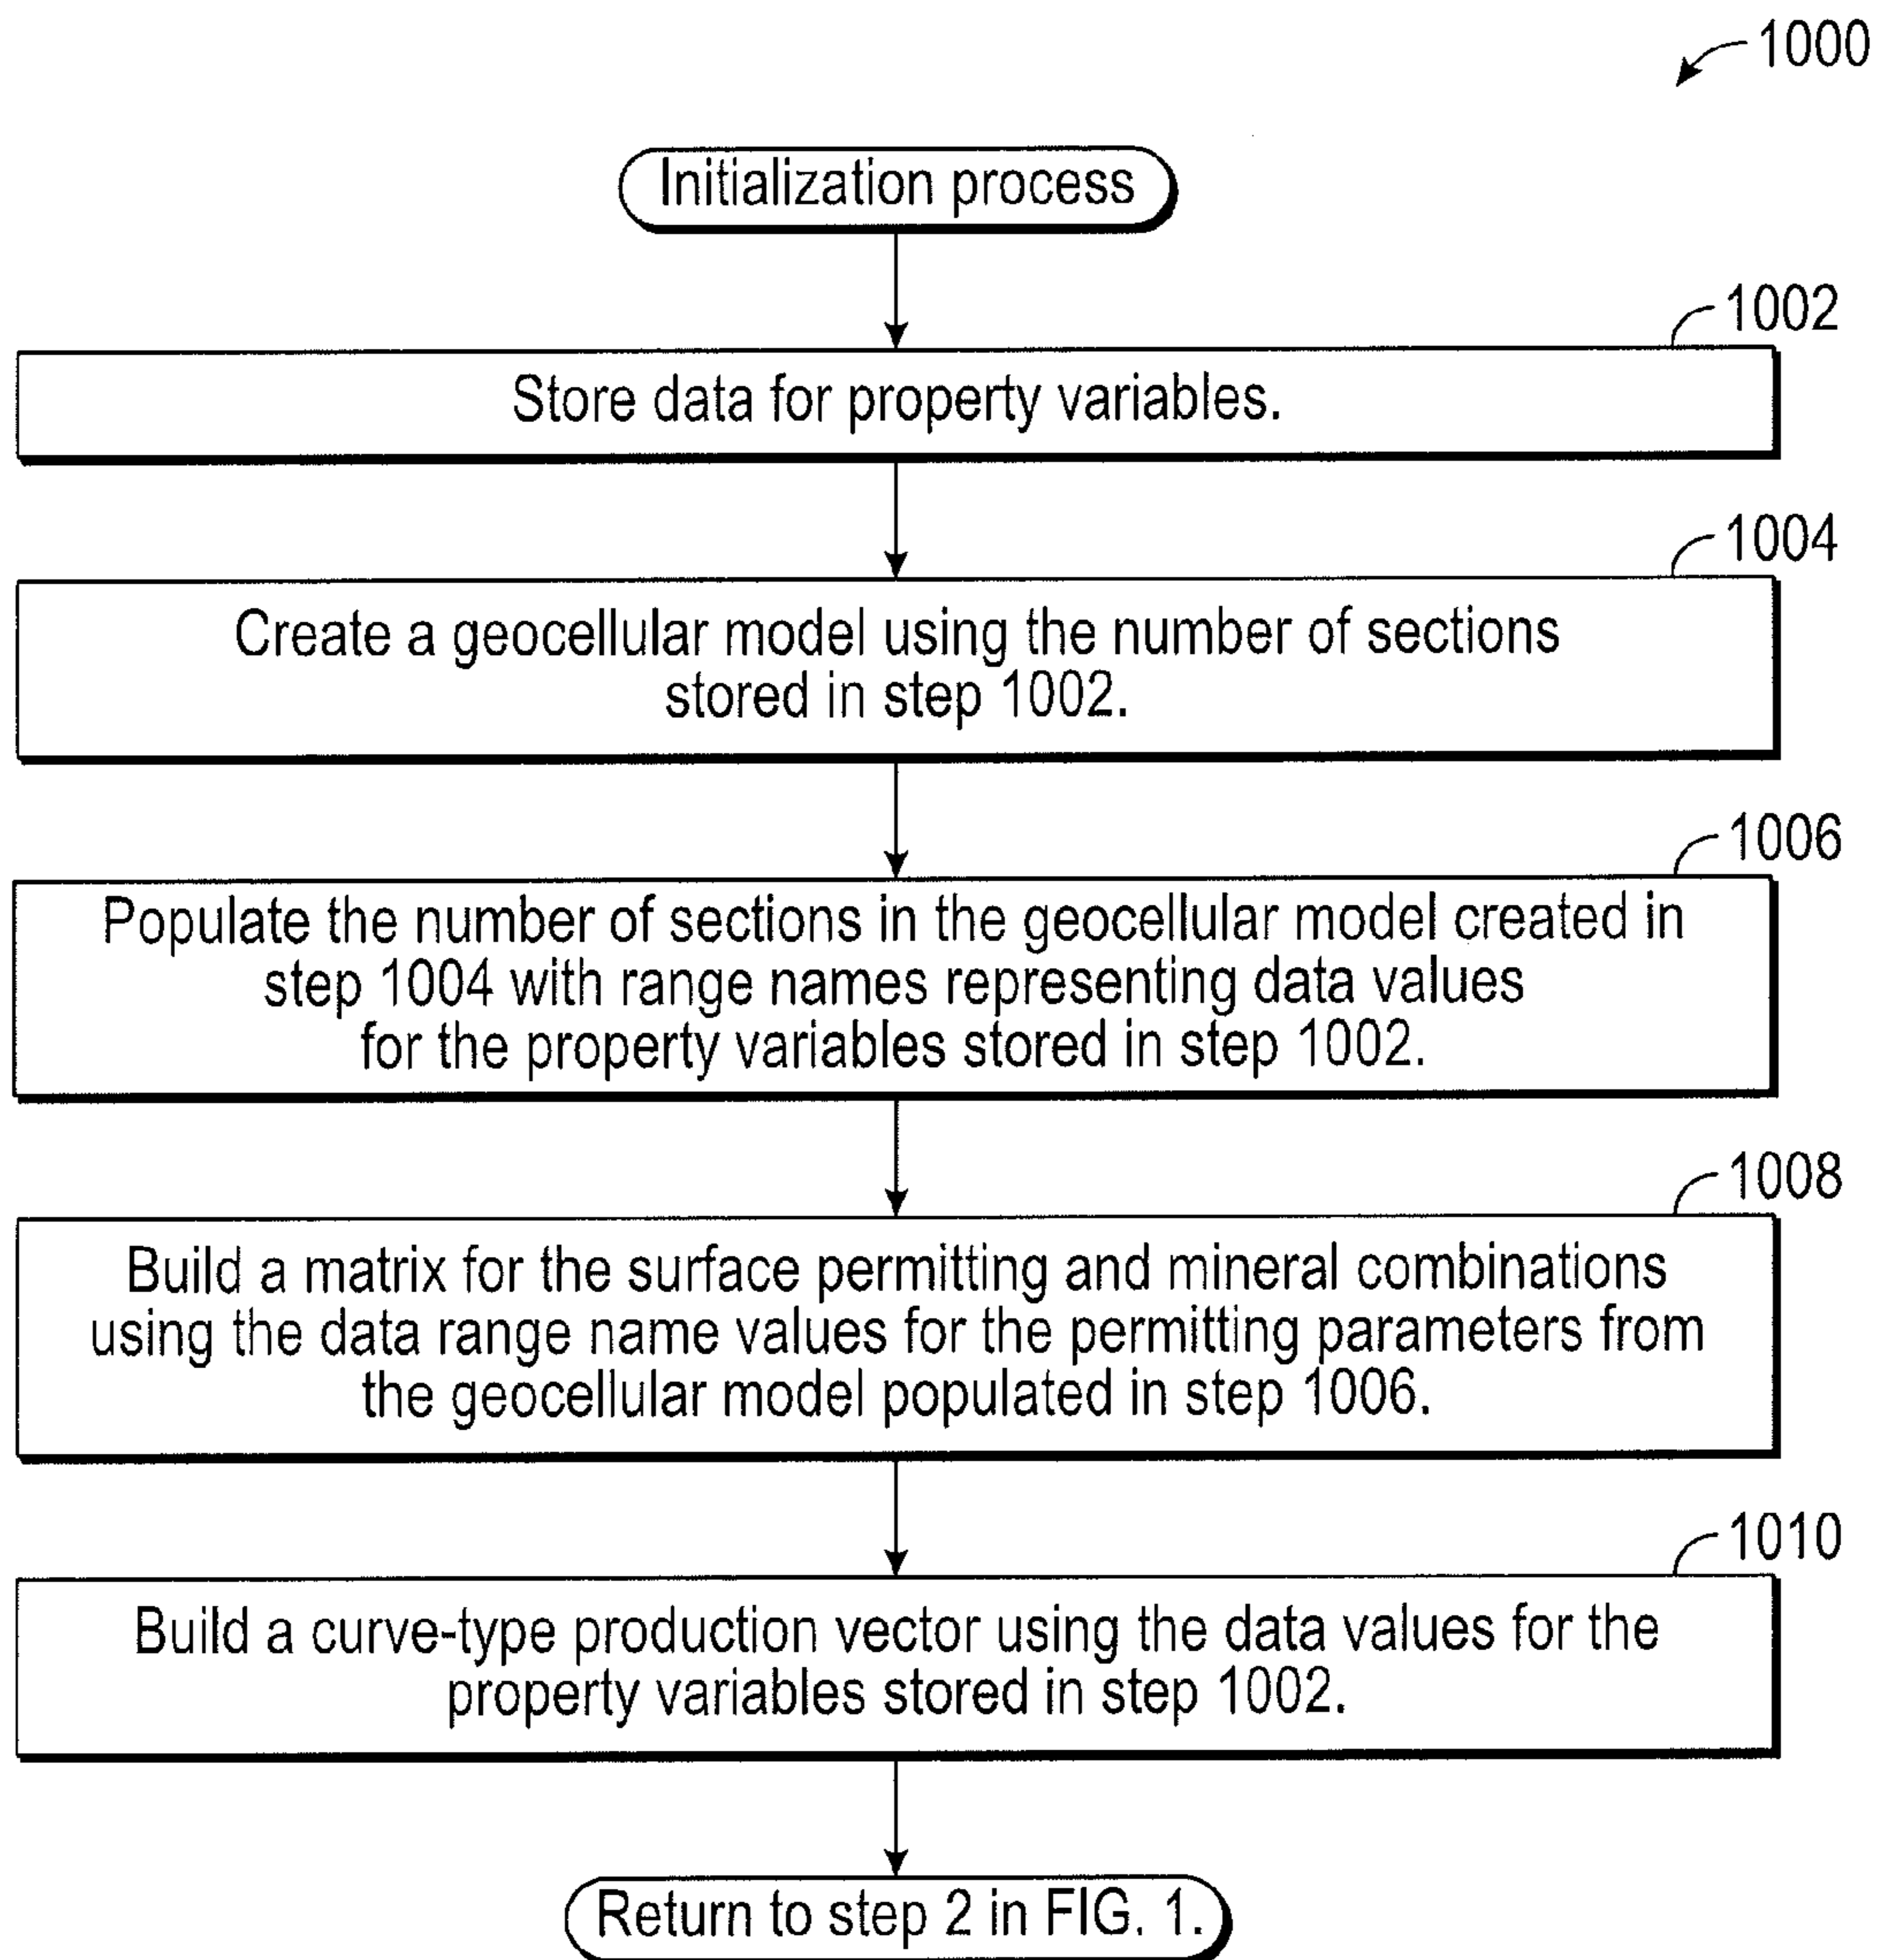 1000
Initialization process
1002
Store data for property variables.
1004
Create a geocellular model using the number of sections
stored in step 1002.
1006
Populate the number of sections in the geocellular model created in
step 1004 with range names representing data values
for the property variables stored in step 1002.
1008
Build a matrix for the surface permitting and mineral combinations
using the data range name values for the permitting parameters from
the geocellular model populated in step 1006.
1010
Build a curve-type production vector using the data values for the
property variables stored in step 1002.
Return to step 2 in FIG. 1.